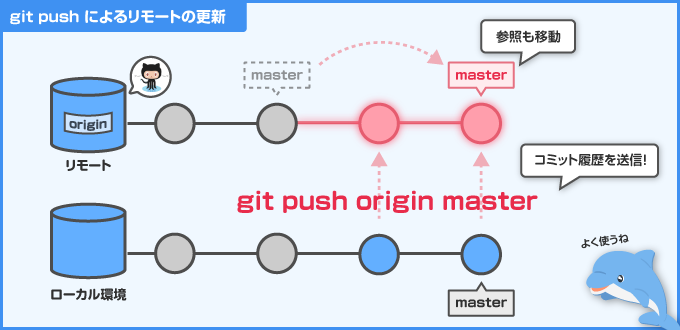 git push によるリモートの更新
参照も移動
master
master
origin
リモート
コミット履歴を送信!
git push origin master
よく使うね
ローカル環境
master